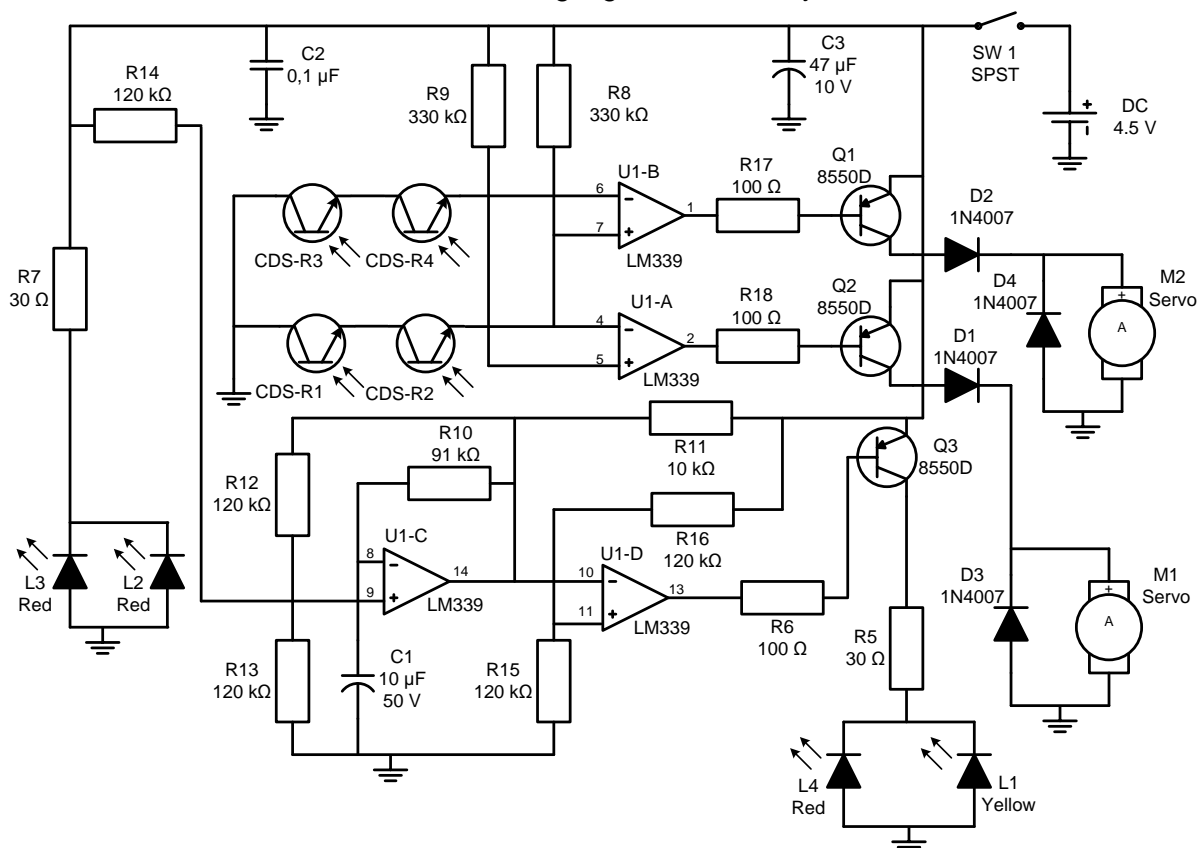 C2
0,1 µF
C3
47 µF
10 V
SW 1
SPST
R14
120 kΩ
R9
330 kΩ
R8
330 kΩ
DC
4.5 V
+
I
R17
100 Ω
Q1
8550D
U1-B
6
7
1
LM339
D2
1N4007
CDS-R3
CDS-R4
R7
30 Ω
M2
Servo
+
A
D4
1N4007
Q2
8550D
U1-A
R18
100 Ω
4
5
2
LM339
D1
1N4007
CDS-R1
CDS-R2
R10
91 kΩ
R11
10 kΩ
Q3
8550D
R12
120 kΩ
R16
120 kΩ
U1-C
8
9
14
LM339
U1-D
10
11
13
LM339
L3
Red
L2
Red
D3
1N4007
M1
Servo
+
A
R6
100 Ω
R5
30 Ω
R13
120 kΩ
C1
10 µF
50 V
R15
120 kΩ
L4
Red
L1
Yellow